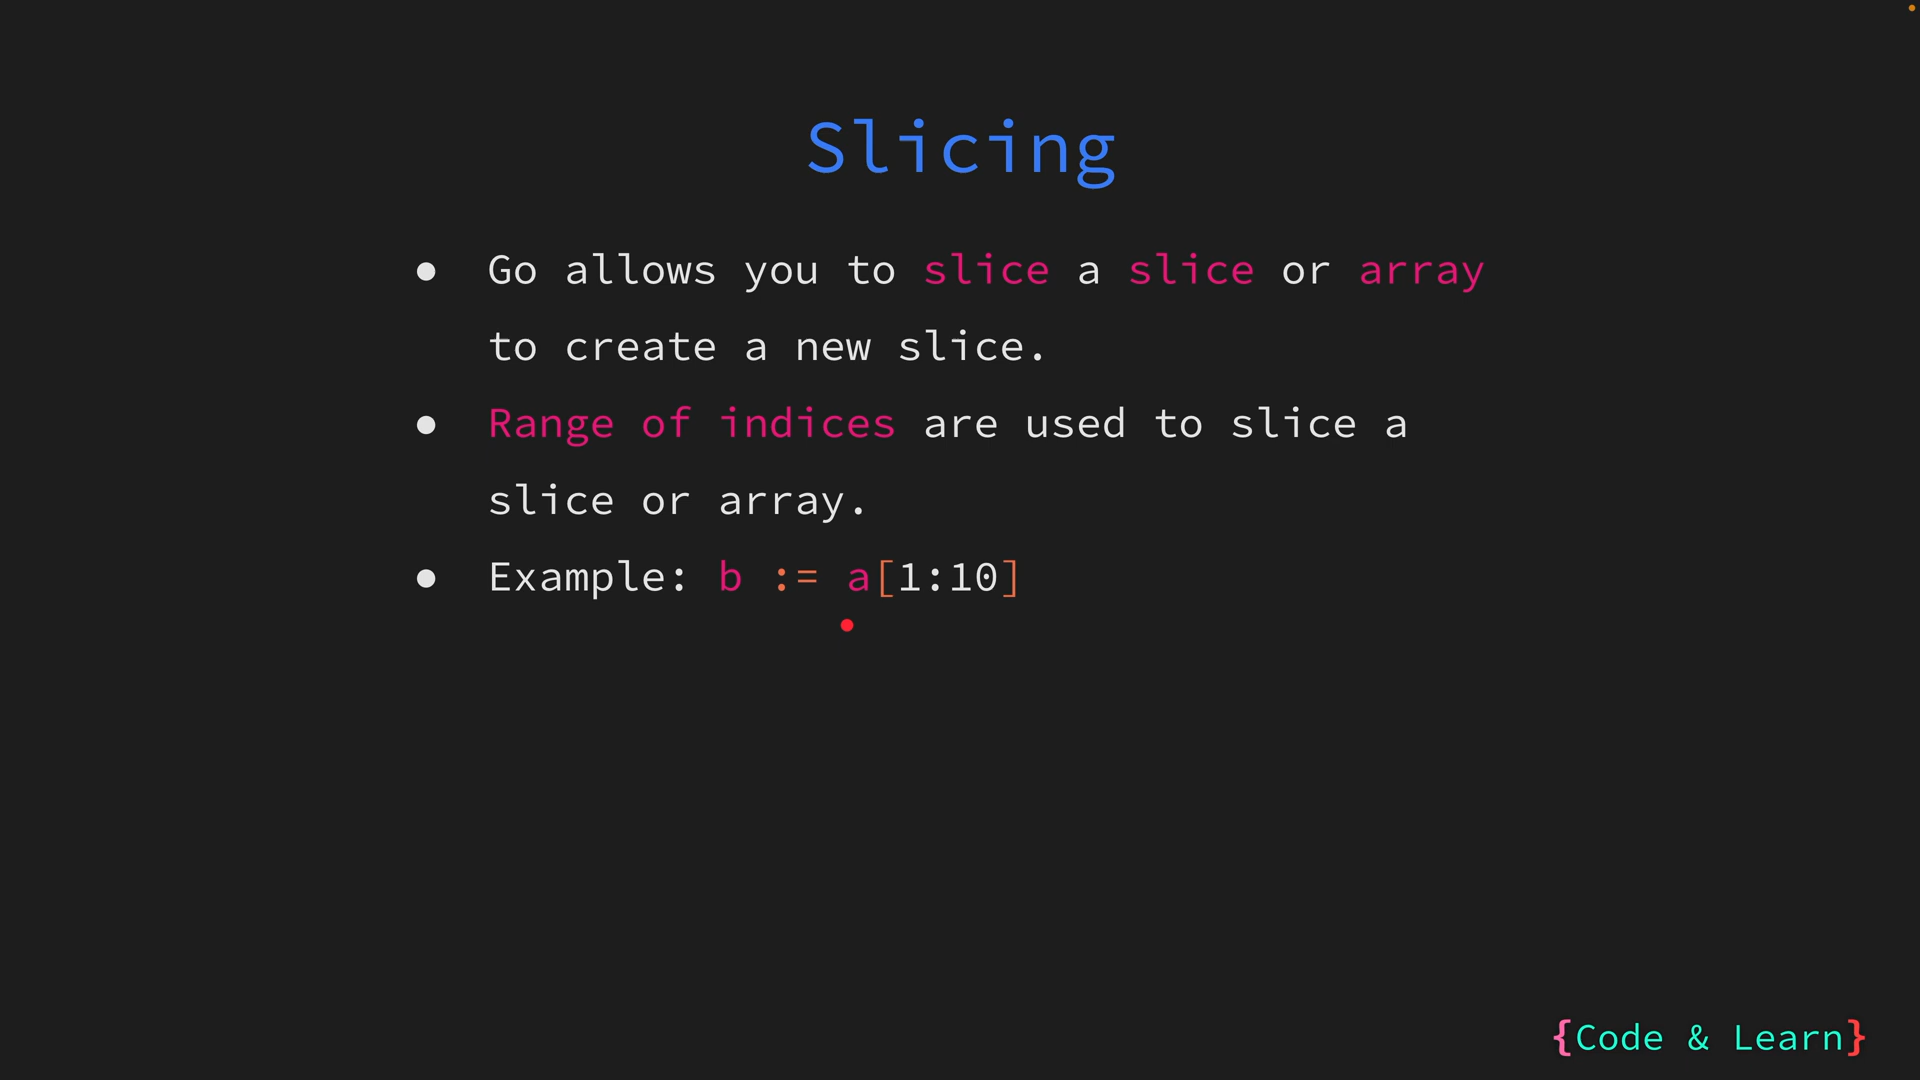 Slicing
● Go allows you to slice a slice or array
to create a new slice.
● Range of indices are used to slice a
slice or array.
● Example: b := a[1:10]
{Code & Learn}